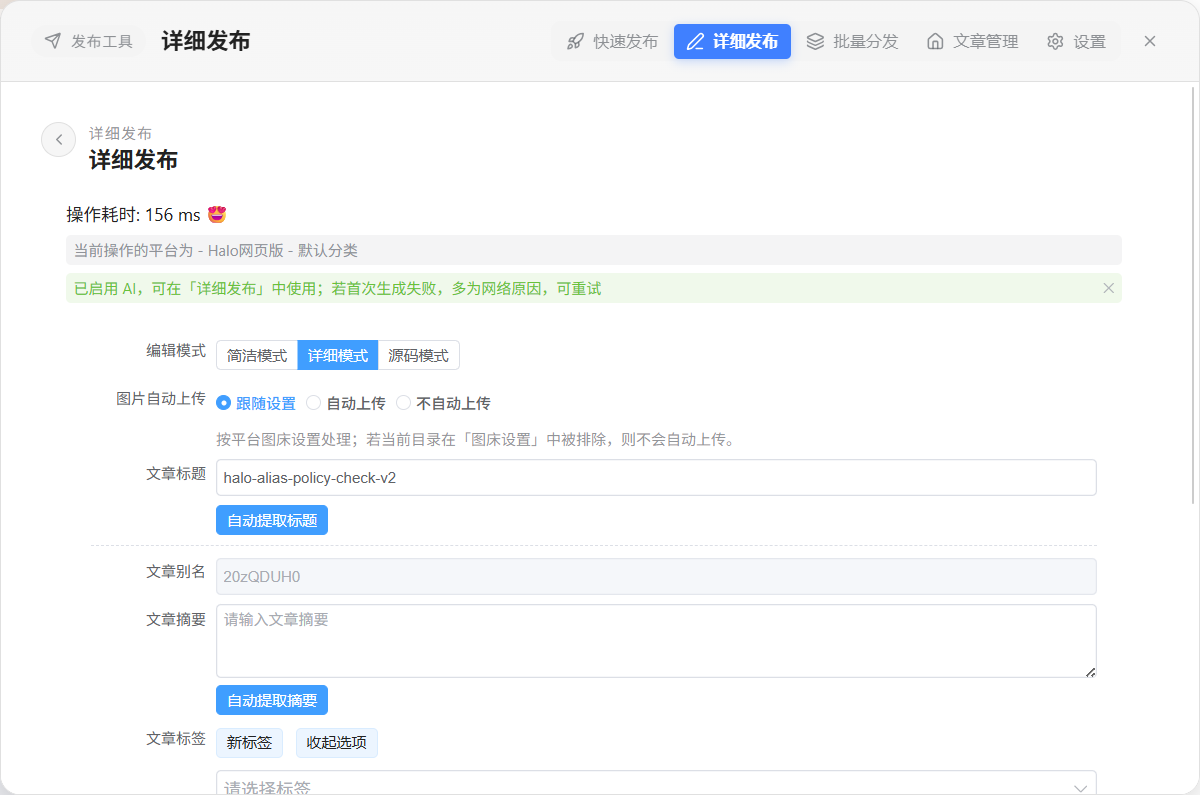 发布工具 详细发布 快速发布 详细发布 批量分发 文章管理 设置
详细发布
详细发布
操作耗时: 156 ms 😍
当前操作的平台为 - Halo网页版 - 默认分类
已启用 AI，可在「详细发布」中使用；若首次生成失败，多为网络原因，可重试
编辑模式 简洁模式 详细模式 源码模式
图片自动上传 跟随设置 自动上传 不自动上传
按平台图床设置处理；若当前目录在「图床设置」中被排除，则不会自动上传。
文章标题 halo-alias-policy-check-v2
自动提取标题
文章别名 20zQDUH0
文章摘要 请输入文章摘要
自动提取摘要
文章标签 新标签 收起选项
请选择标签